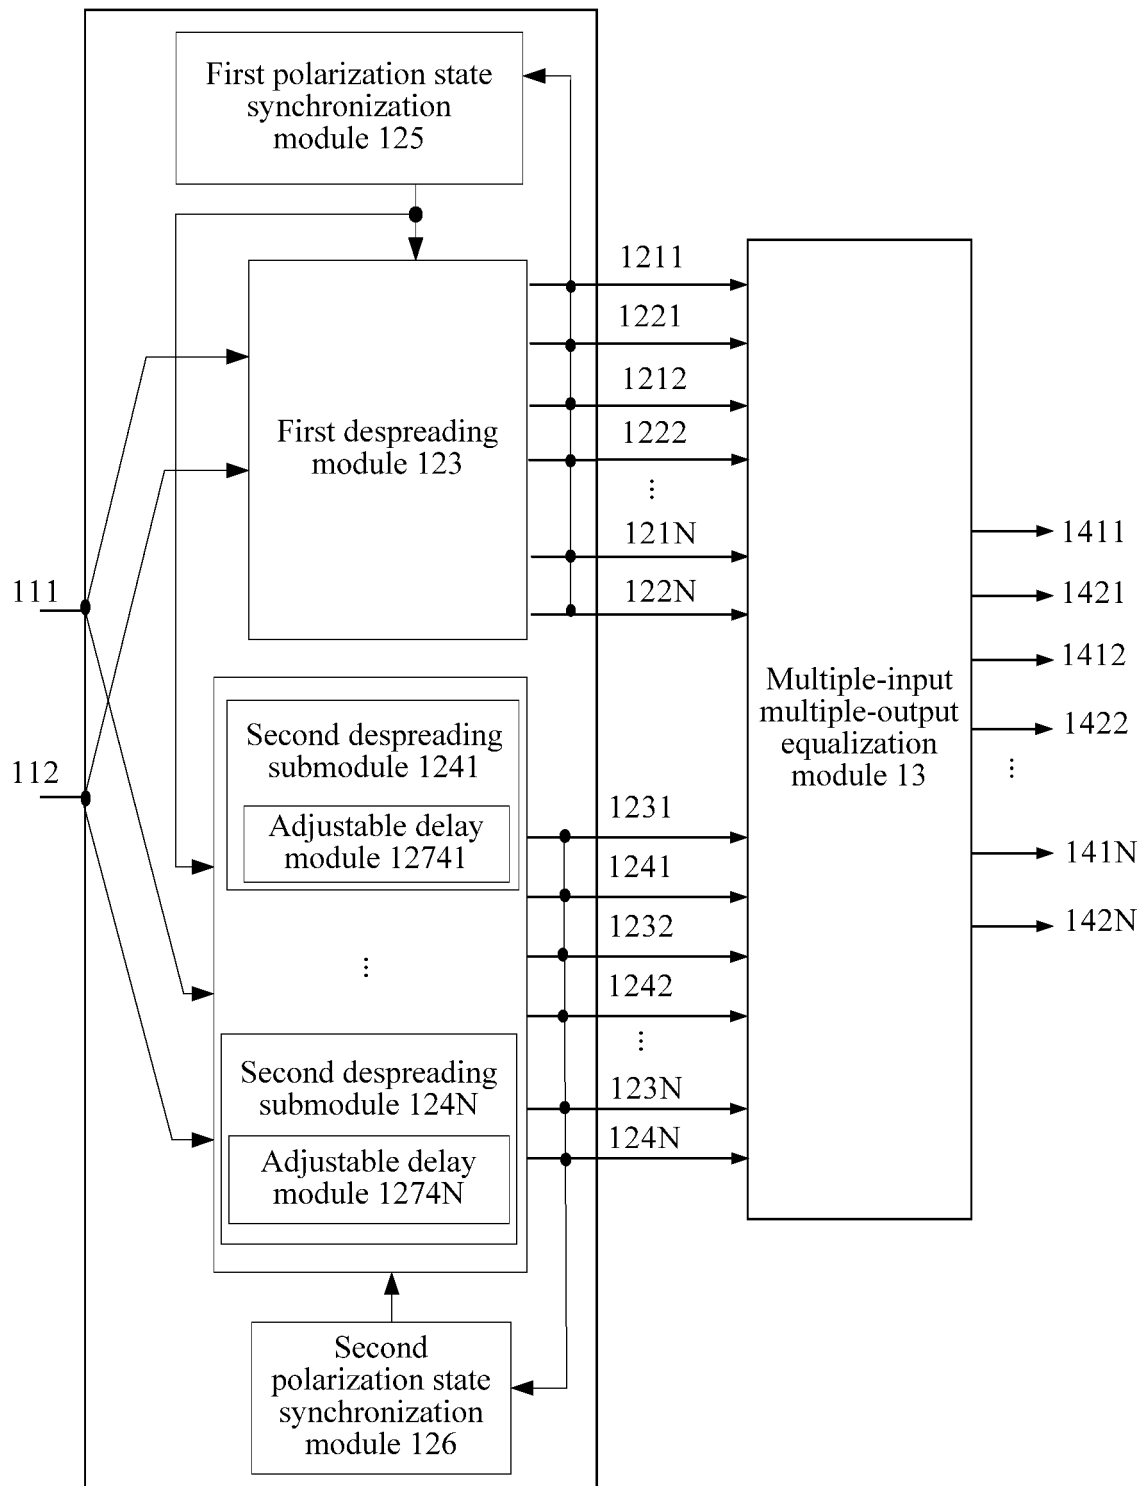 First polarization state
synchronization
module 125
1211
1221
1212
1222
⋮
121N
122N
First despreading
module 123
111
112
Second despreading
submodule 1241
Adjustable delay
module 12741
⋮
Second despreading
submodule 124N
Adjustable delay
module 1274N
1231
1241
1232
1242
⋮
123N
124N
Second
polarization state
synchronization
module 126
Multiple-input
multiple-output
equalization
module 13
1411
1421
1412
1422
⋮
141N
142N